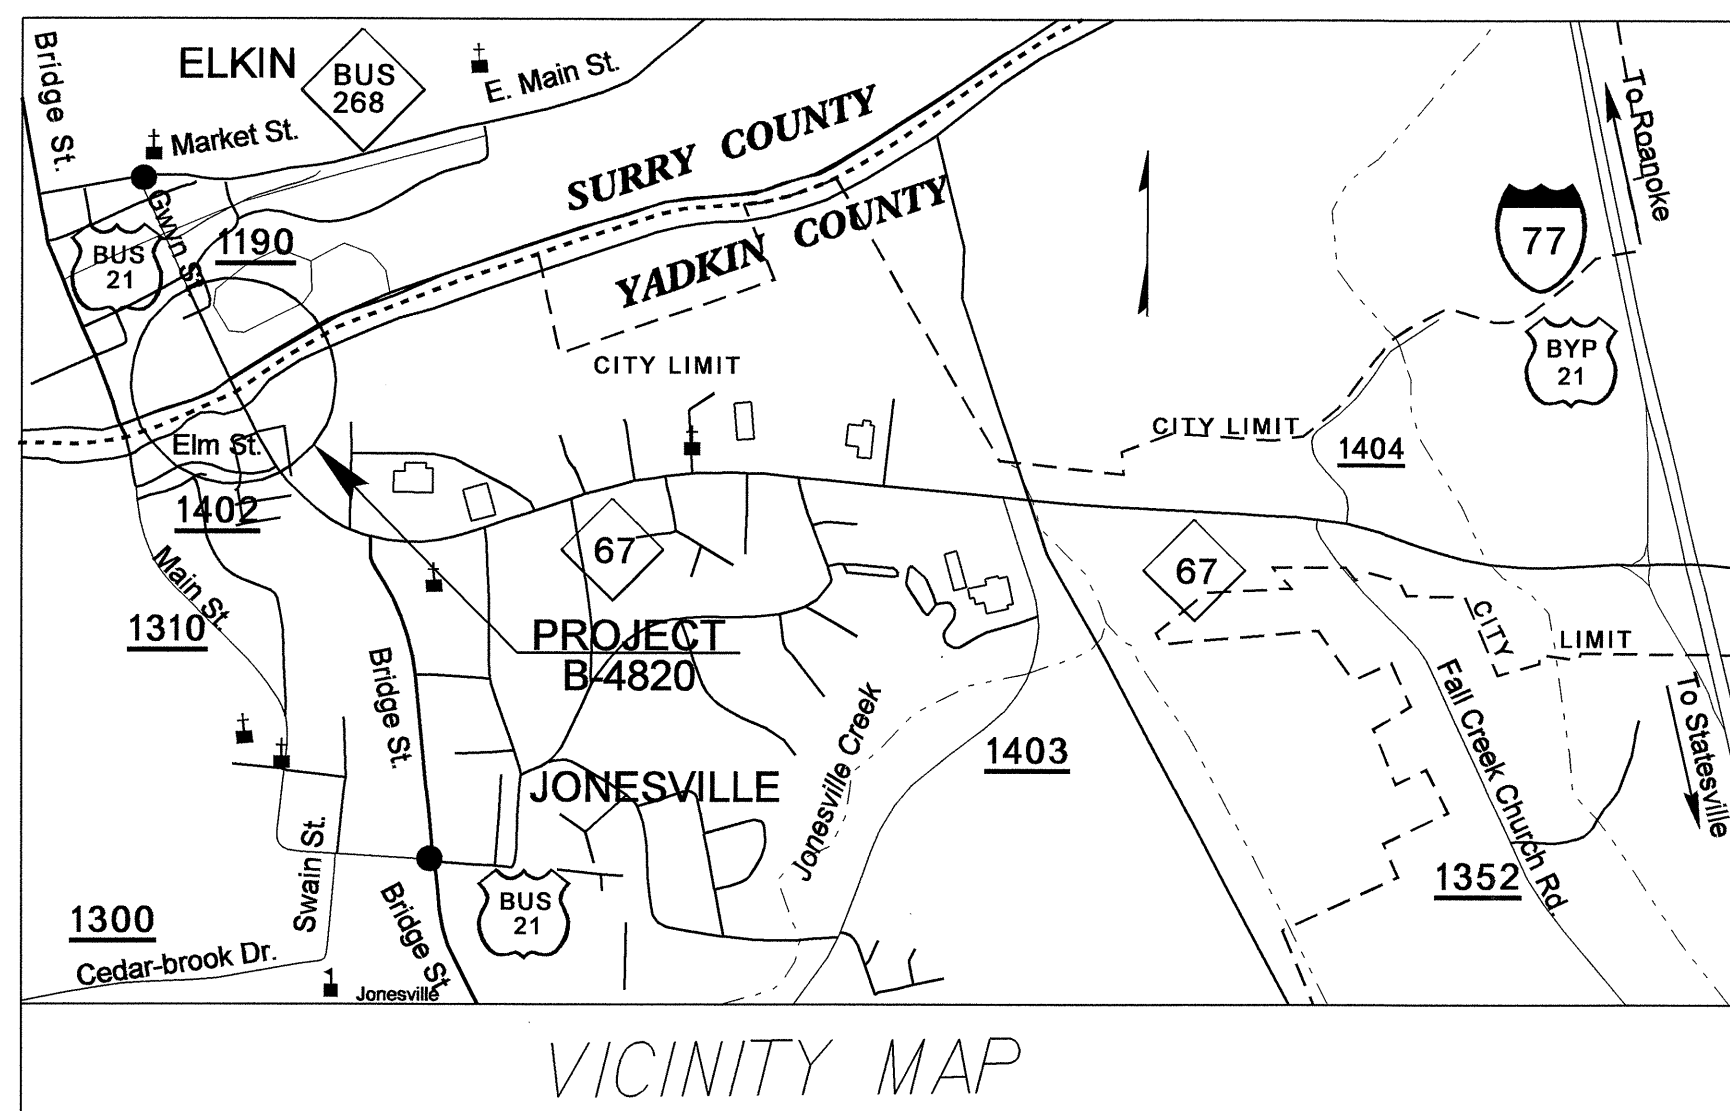 Bridge St.
ELKIN
BUS
268
E. Main St.
Market St.
SURRY COUNTY
YADKIN COUNTY
To Roanoke
Gwyn St.
1190
BUS
21
77
BYP
21
CITY LIMIT
CITY LIMIT
1404
Elm St.
1402
Main St.
1310
67
67
PROJECT
B-4820
CITY LIMIT
Bridge St.
Jonesville Creek
1403
Fall Creek Church Rd.
To Statesville
JONESVILLE
Swain St.
1352
1300
Bridge St
BUS
21
Cedar-brook Dr.
Jonesville
VICINITY MAP